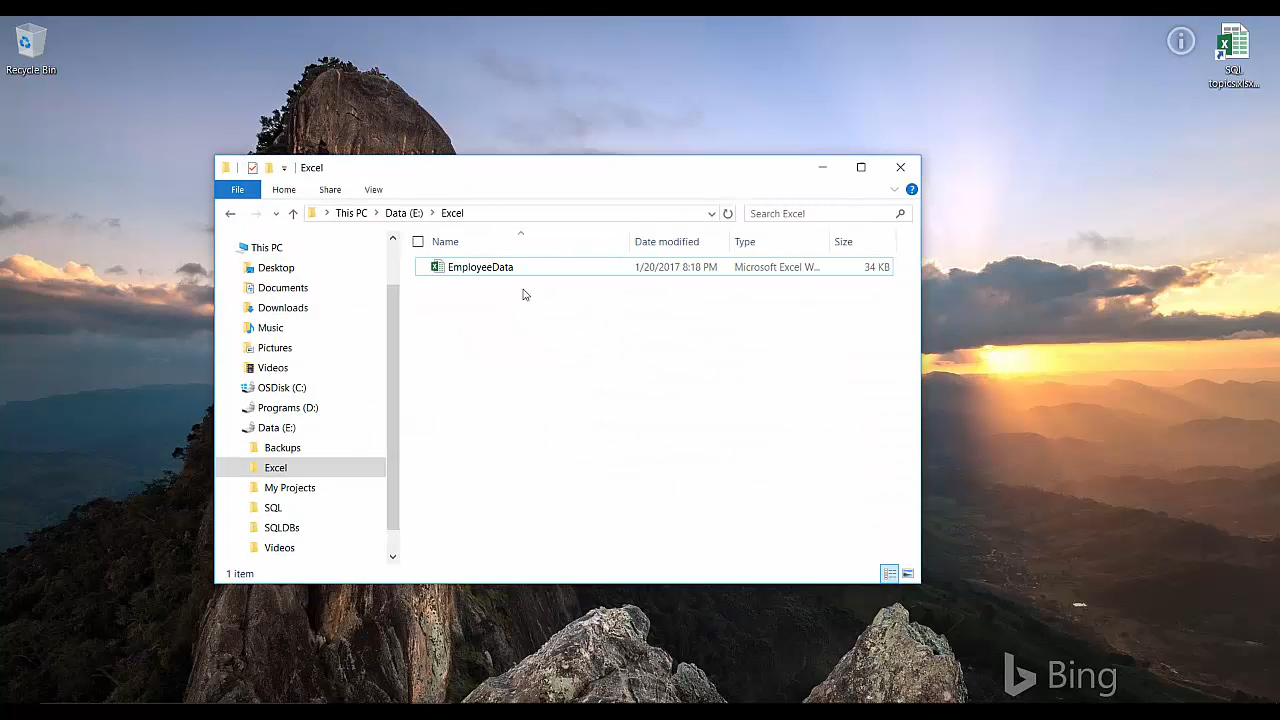 Recycle Bin
SQL
topics.xlsx...
Excel
File Home Share View
This PC Data (E:) Excel
Search Excel
Name Date modified Type Size
EmployeeData 1/20/2017 8:18 PM Microsoft Excel W... 34 KB
This PC
Desktop
Documents
Downloads
Music
Pictures
Videos
OSDisk (C:)
Programs (D:)
Data (E:)
Backups
Excel
My Projects
SQL
SQLDBs
Videos
1 item
Bing